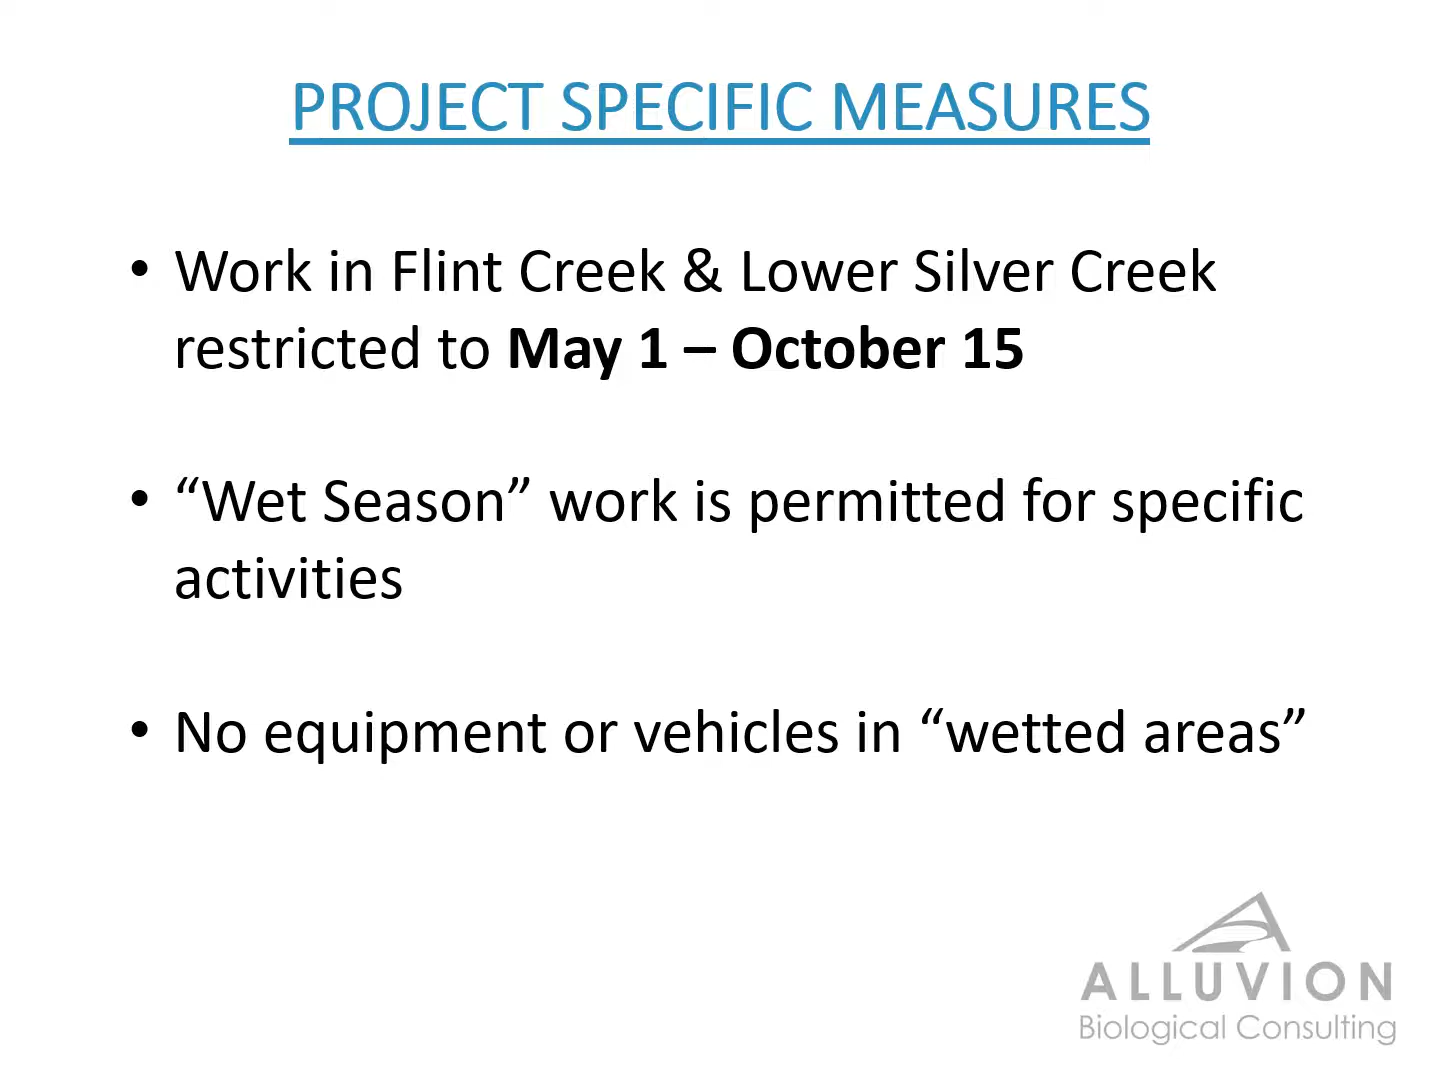 PROJECT SPECIFIC MEASURES
• Work in Flint Creek & Lower Silver Creek
restricted to May 1 – October 15
• “Wet Season” work is permitted for specific
activities
• No equipment or vehicles in “wetted areas”
ALLUVION
Biological Consulting